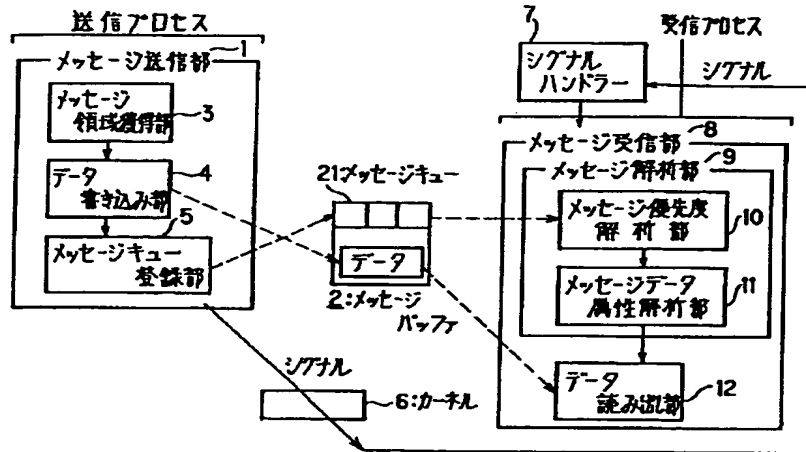 送信プロセス
1
メッセージ送信部
メッセージ
領域獲得部
3
データ
書き込み部
4
5
メッセージキュー
登録部
21:メッセージキュー
データ
2:メッセージ
バッファ
シグナル
6:カーネル
7
シグナル
ハンドラー
受信プロセス
シグナル
8
メッセージ受信部
9
メッセージ解析部
メッセージ優先度
解析部
10
メッセージデータ
属性解析部
11
データ
読み出部
12